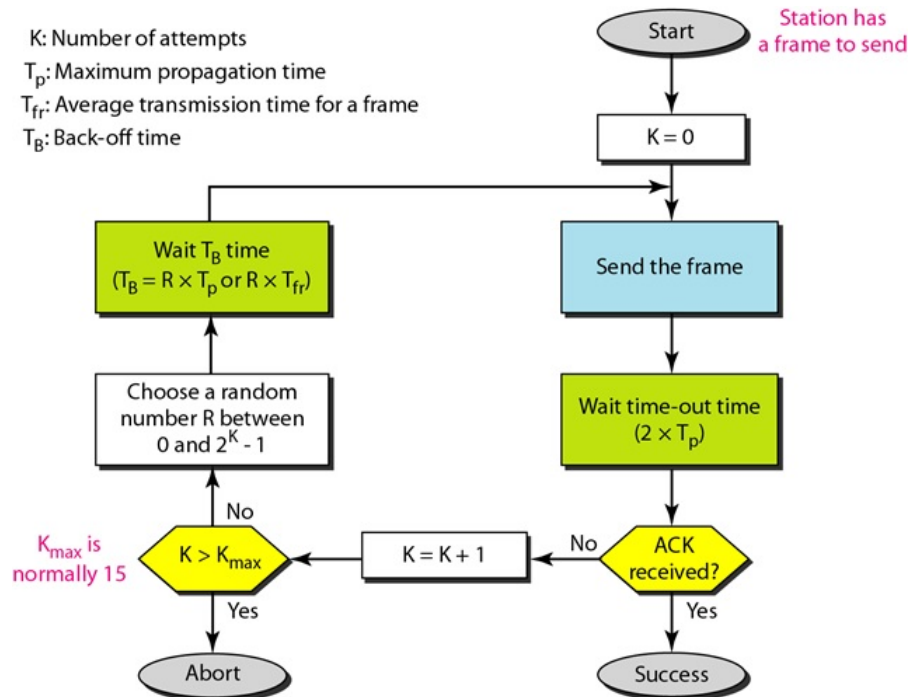 K: Number of attempts
Tp: Maximum propagation time
Tfr: Average transmission time for a frame
TB: Back-off time
Start
Station has
a frame to send
K = 0
Wait TB time
(TB = R × Tp or R × Tfr)
Send the frame
Choose a random
number R between
0 and 2^K - 1
Wait time-out time
(2 × Tp)
No
Kmax is
normally 15
K > Kmax
K = K + 1
No
ACK
received?
Yes
Yes
Abort
Success